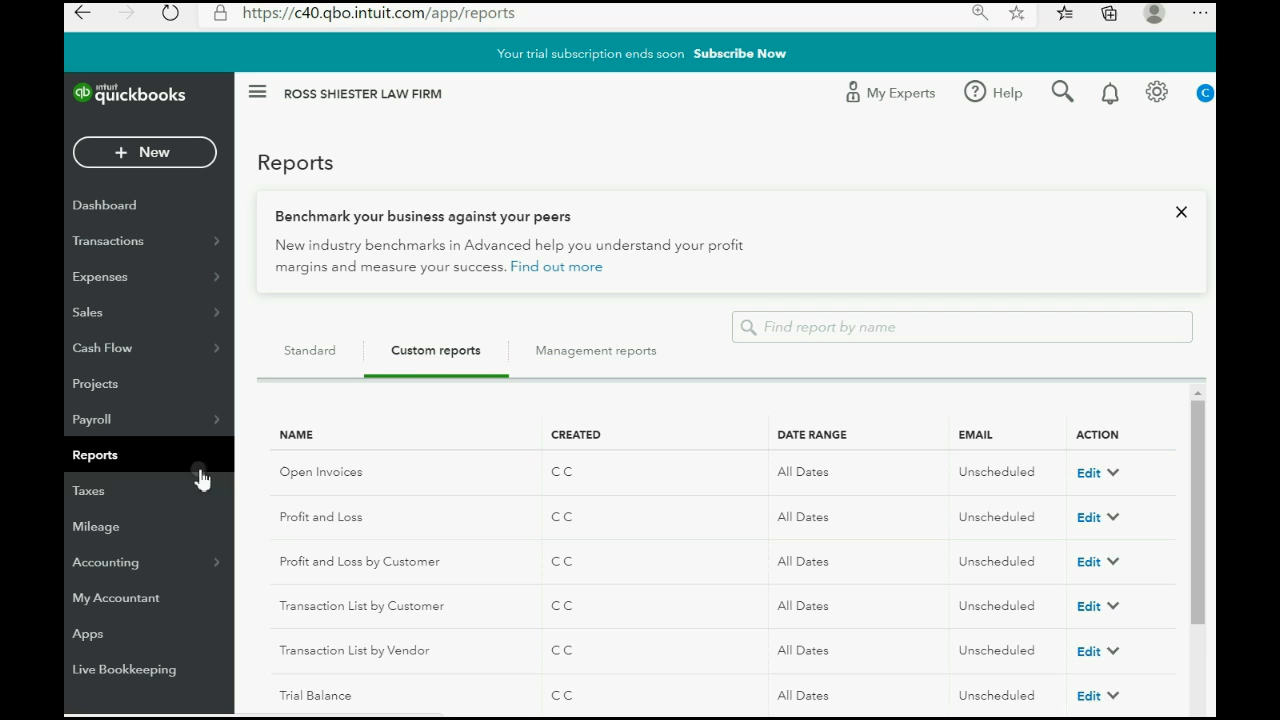 https://c40.qbo.intuit.com/app/reports
Your trial subscription ends soon Subscribe Now
intuit quickbooks
ROSS SHIESTER LAW FIRM
My Experts
Help
C
+ New
Dashboard
Transactions
Expenses
Sales
Cash Flow
Projects
Payroll
Reports
Taxes
Mileage
Accounting
My Accountant
Apps
Live Bookkeeping
Reports
Benchmark your business against your peers
New industry benchmarks in Advanced help you understand your profit
margins and measure your success. Find out more
Find report by name
Standard Custom reports Management reports
NAME CREATED DATE RANGE EMAIL ACTION
Open Invoices C C All Dates Unscheduled Edit
Profit and Loss C C All Dates Unscheduled Edit
Profit and Loss by Customer C C All Dates Unscheduled Edit
Transaction List by Customer C C All Dates Unscheduled Edit
Transaction List by Vendor C C All Dates Unscheduled Edit
Trial Balance C C All Dates Unscheduled Edit